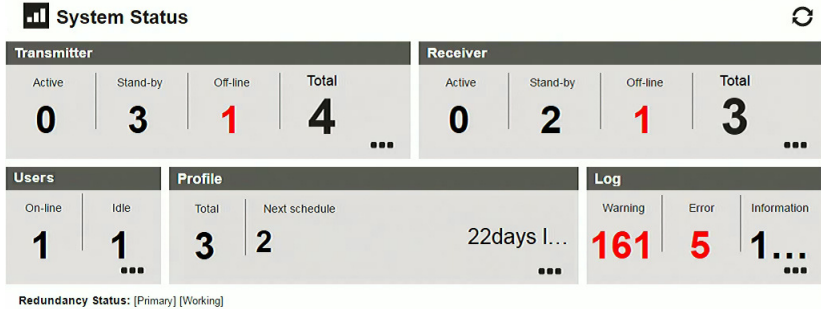 System Status
Transmitter
Active Stand-by Off-line Total
0 3 1 4
Receiver
Active Stand-by Off-line Total
0 2 1 3
Users
On-line Idle
1 1
Profile
Total Next schedule
3 2 22days l...
Log
Warning Error Information
161 5 1...
Redundancy Status: [Primary] [Working]